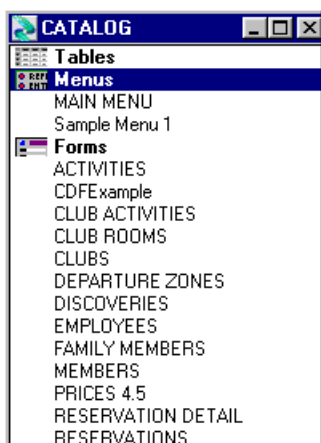 CATALOG
Tables
Menus
MAIN MENU
Sample Menu 1
Forms
ACTIVITIES
CDFExample
CLUB ACTIVITIES
CLUB ROOMS
CLUBS
DEPARTURE ZONES
DISCOVERIES
EMPLOYEES
FAMILY MEMBERS
MEMBERS
PRICES 4.5
RESERVATION DETAIL
RESERVATIONS